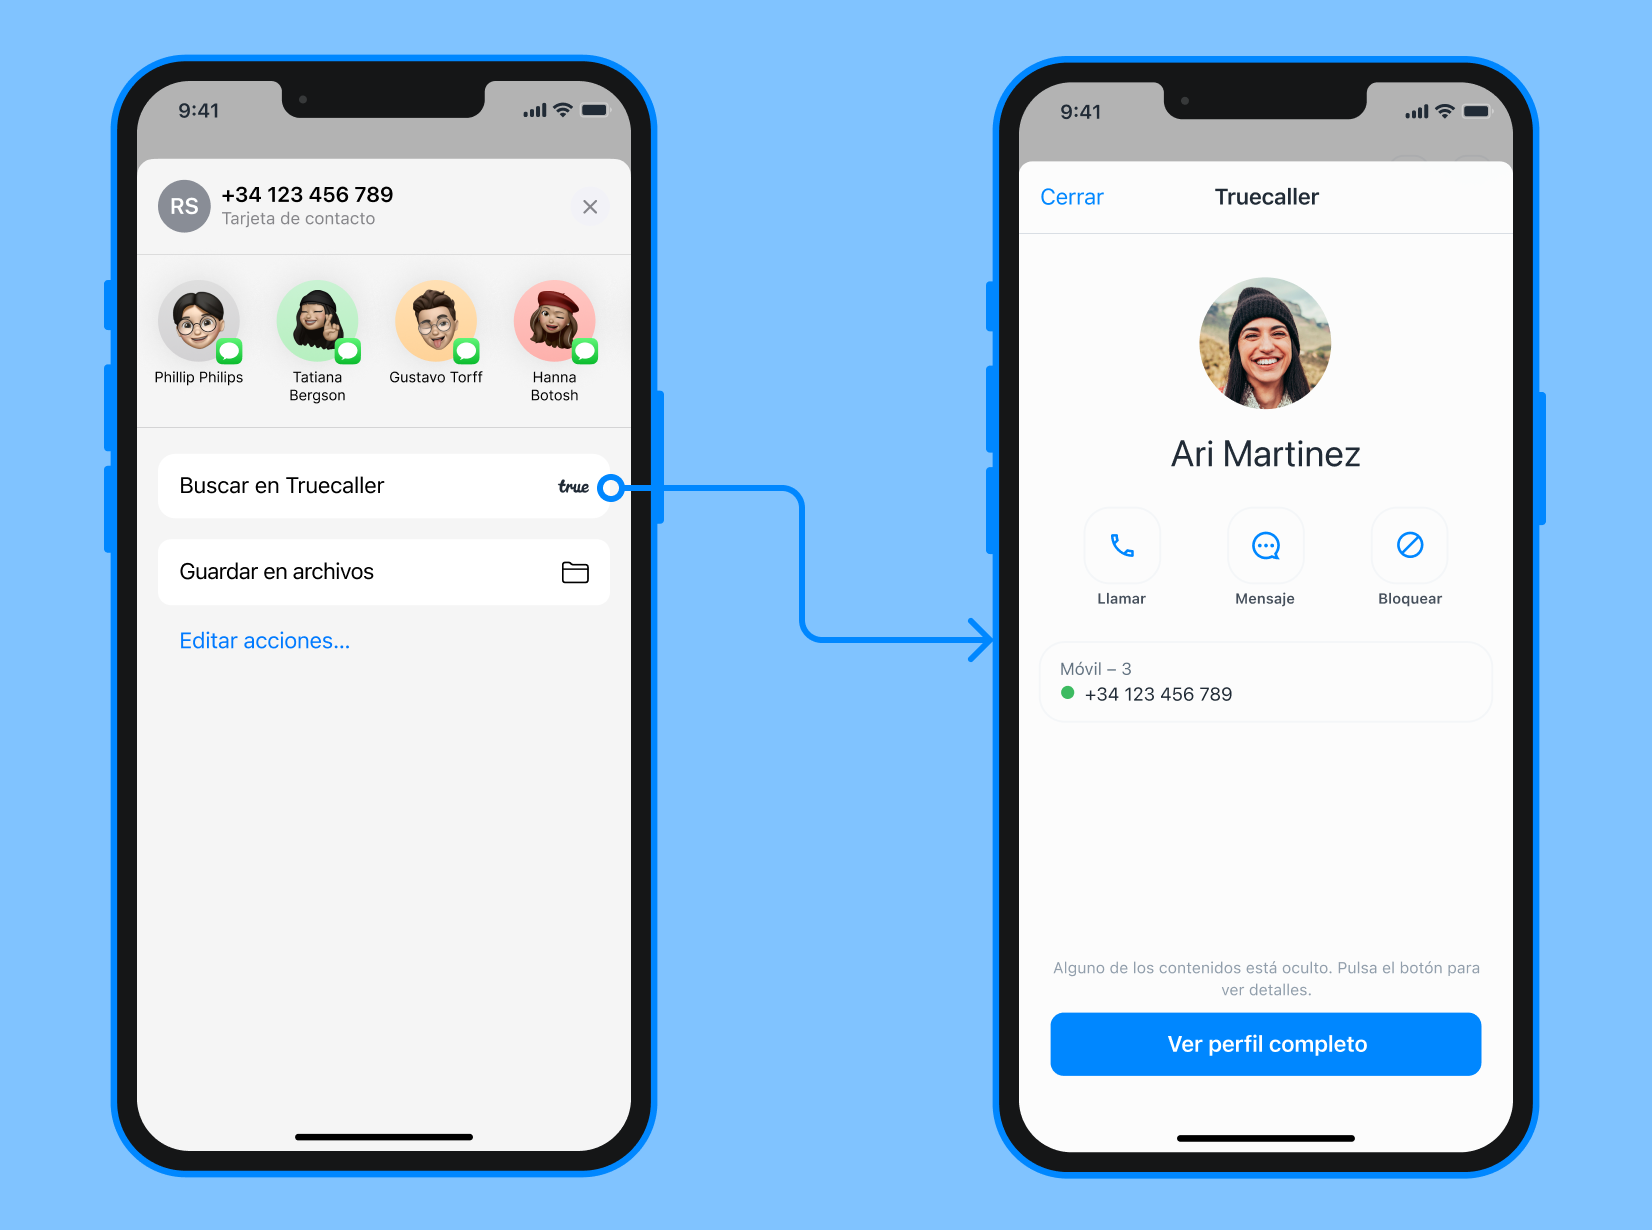 9:41
RS
+34 123 456 789
Tarjeta de contacto
Phillip Philips
Tatiana
Bergson
Gustavo Torff
Hanna
Botosh
Buscar en Truecaller
true
Guardar en archivos
Editar acciones...
9:41
Cerrar
Truecaller
Ari Martinez
Llamar
Mensaje
Bloquear
Móvil – 3
+34 123 456 789
Alguno de los contenidos está oculto. Pulsa el botón para
ver detalles.
Ver perfil completo